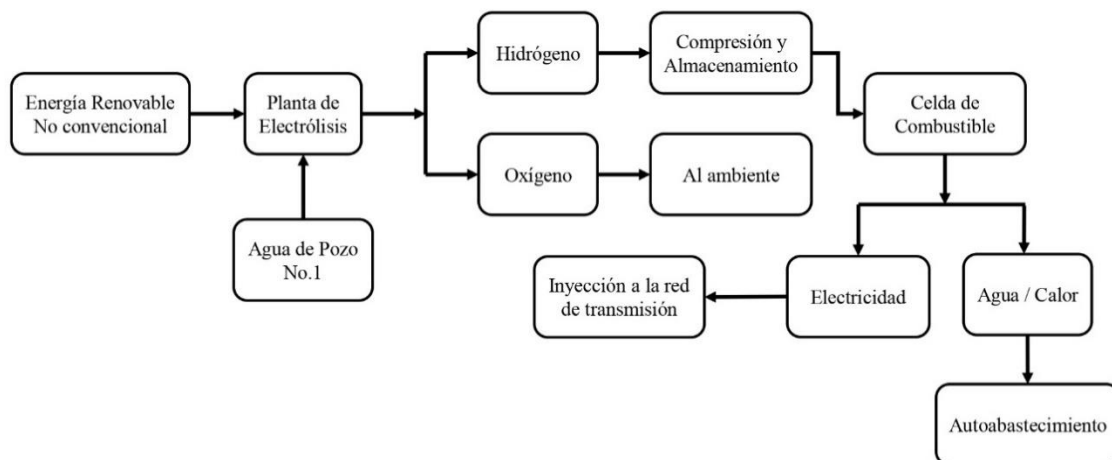 Energía Renovable
No convencional
Planta de
Electrólisis
Agua de Pozo
No.1
Hidrógeno
Compresión y
Almacenamiento
Oxígeno
Al ambiente
Celda de
Combustible
Electricidad
Inyección a la red
de transmisión
Agua / Calor
Autoabastecimiento